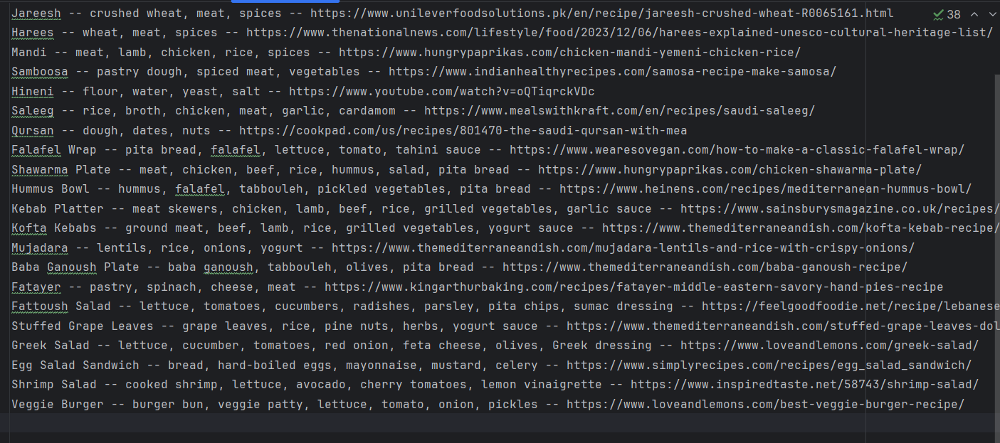 Jareesh -- crushed wheat, meat, spices -- https://www.unileverfoodsolutions.pk/en/recipe/jareesh-crushed-wheat-R0065161.html 38
Harees -- wheat, meat, spices -- https://www.thenationalnews.com/lifestyle/food/2023/12/06/harees-explained-unesco-cultural-heritage-list/
Mandi -- meat, lamb, chicken, rice, spices -- https://www.hungrypaprikas.com/chicken-mandi-yemeni-chicken-rice/
Samboosa -- pastry dough, spiced meat, vegetables -- https://www.indianhealthyrecipes.com/samosa-recipe-make-samosa/
Hineni -- flour, water, yeast, salt -- https://www.youtube.com/watch?v=oQTiqrckVDc
Saleeg -- rice, broth, chicken, meat, garlic, cardamom -- https://www.mealswithkraft.com/en/recipes/saudi-saleeg/
Qursan -- dough, dates, nuts -- https://cookpad.com/us/recipes/801470-the-saudi-qursan-with-mea
Falafel Wrap -- pita bread, falafel, lettuce, tomato, tahini sauce -- https://www.wearesovegan.com/how-to-make-a-classic-falafel-wrap/
Shawarma Plate -- meat, chicken, beef, rice, hummus, salad, pita bread -- https://www.hungrypaprikas.com/chicken-shawarma-plate/
Hummus Bowl -- hummus, falafel, tabbouleh, pickled vegetables, pita bread -- https://www.heinens.com/recipes/mediterranean-hummus-bowl/
Kebab Platter -- meat skewers, chicken, lamb, beef, rice, grilled vegetables, garlic sauce -- https://www.sainsburysmagazine.co.uk/recipes/
Kofta Kebabs -- ground meat, beef, lamb, rice, grilled vegetables, yogurt sauce -- https://www.themediterraneandish.com/kofta-kebab-recipe/
Mujadara -- lentils, rice, onions, yogurt -- https://www.themediterraneandish.com/mujadara-lentils-and-rice-with-crispy-onions/
Baba Ganoush Plate -- baba ganoush, tabbouleh, olives, pita bread -- https://www.themediterraneandish.com/baba-ganoush-recipe/
Fatayer -- pastry, spinach, cheese, meat -- https://www.kingarthurbaking.com/recipes/fatayer-middle-eastern-savory-hand-pies-recipe
Fattoush Salad -- lettuce, tomatoes, cucumbers, radishes, parsley, pita chips, sumac dressing -- https://feelgoodfoodie.net/recipe/lebanese
Stuffed Grape Leaves -- grape leaves, rice, pine nuts, herbs, yogurt sauce -- https://www.themediterraneandish.com/stuffed-grape-leaves-dol
Greek Salad -- lettuce, cucumber, tomatoes, red onion, feta cheese, olives, Greek dressing -- https://www.loveandlemons.com/greek-salad/
Egg Salad Sandwich -- bread, hard-boiled eggs, mayonnaise, mustard, celery -- https://www.simplyrecipes.com/recipes/egg_salad_sandwich/
Shrimp Salad -- cooked shrimp, lettuce, avocado, cherry tomatoes, lemon vinaigrette -- https://www.inspiredtaste.net/58743/shrimp-salad/
Veggie Burger -- burger bun, veggie patty, lettuce, tomato, onion, pickles -- https://www.loveandlemons.com/best-veggie-burger-recipe/